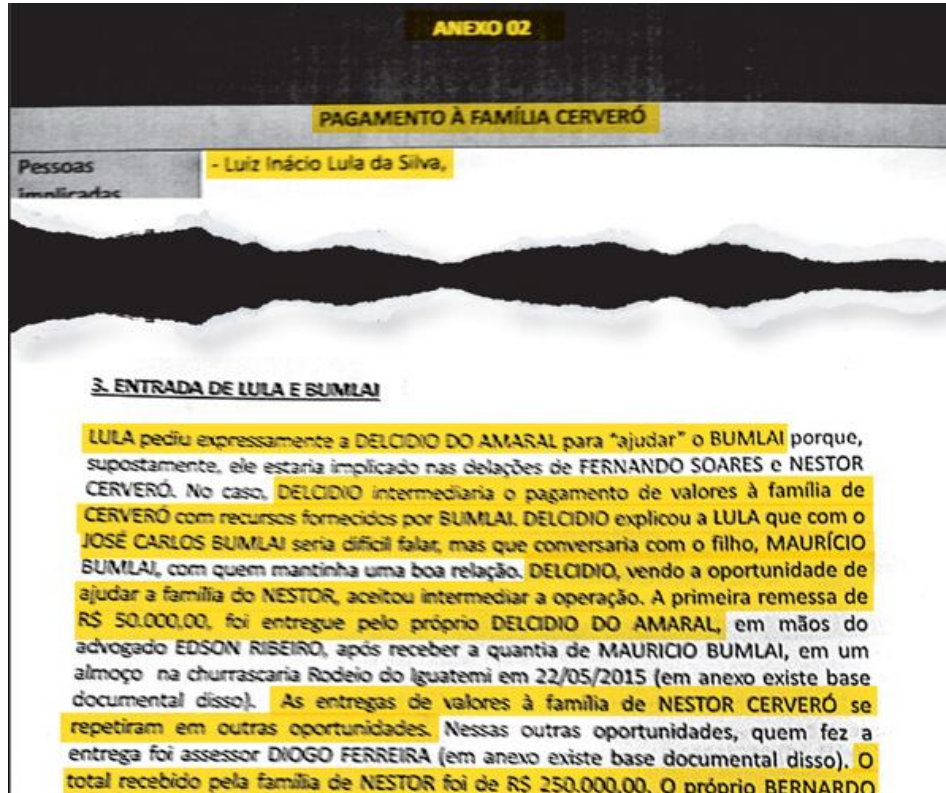 ANEXO 02
PAGAMENTO À FAMÍLIA CERVERÓ
Pessoas
implicadas
- Luiz Inácio Lula da Silva,
3. ENTRADA DE LULA E BUMLAI
LULA pediu expressamente a DELCIDIO DO AMARAL para "ajudar" o BUMLAI porque,
supostamente, ele estaria implicado nas delações de FERNANDO SOARES e NESTOR
CERVERÓ. No caso, DELCIDIO intermediaria o pagamento de valores à família de
CERVERÓ com recursos fornecidos por BUMLAI. DELCIDIO explicou a LULA que com o
JOSÉ CARLOS BUMLAI seria difícil falar, mas que conversaria com o filho, MAURÍCIO
BUMLAI, com quem mantinha uma boa relação. DELCIDIO, vendo a oportunidade de
ajudar a família do NESTOR, aceitou intermediar a operação. A primeira remessa de
R$ 50.000,00, foi entregue pelo próprio DELCIDIO DO AMARAL, em mãos do
advogado EDSON RIBEIRO, após receber a quantia de MAURICIO BUMLAI, em um
almoço na churrascaria Rodeio do Iguatemi em 22/05/2015 (em anexo existe base
documental disso). As entregas de valores à família de NESTOR CERVERÓ se
repetiram em outras oportunidades. Nessas outras oportunidades, quem fez a
entrega foi assessor DIOGO FERREIRA (em anexo existe base documental disso). O
total recebido pela família de NESTOR foi de R$ 250.000,00. O próprio BERNARDO